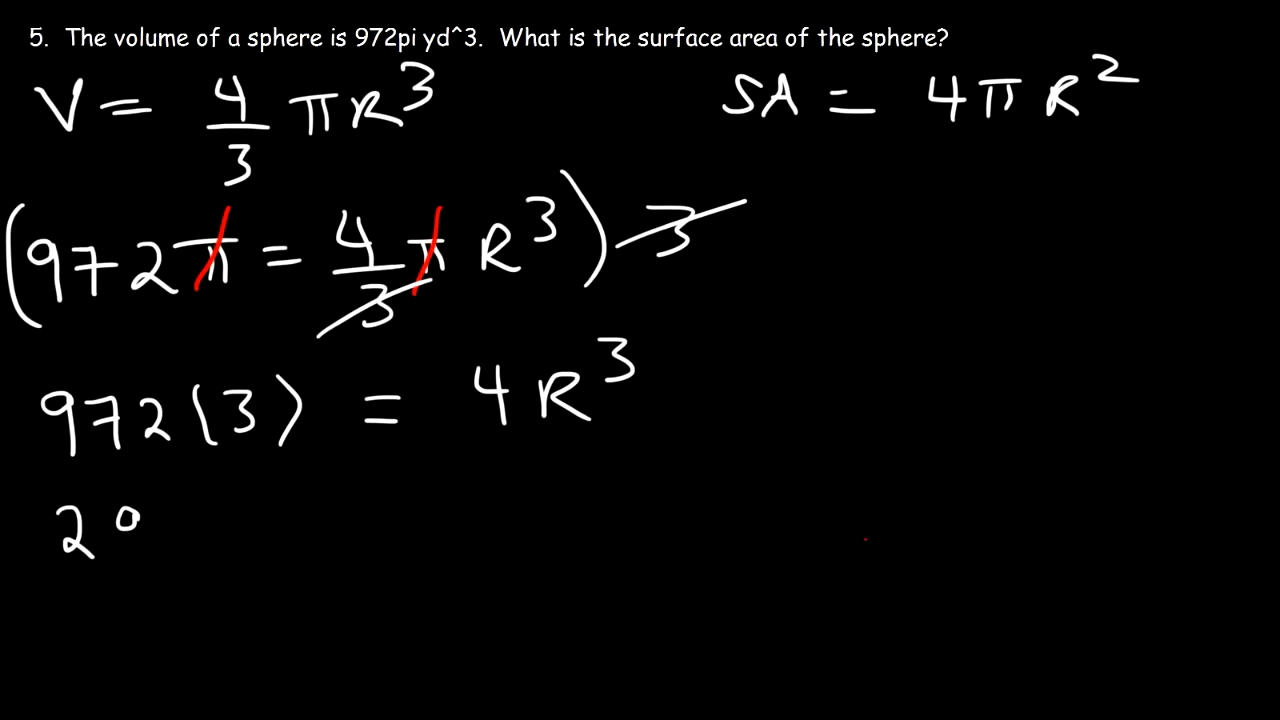 5. The volume of a sphere is 972pi yd^3. What is the surface area of the sphere?
V = 4/3 πR³ SA = 4πR²
(972π = 4/3 πR³) 3
972(3) = 4R³
2